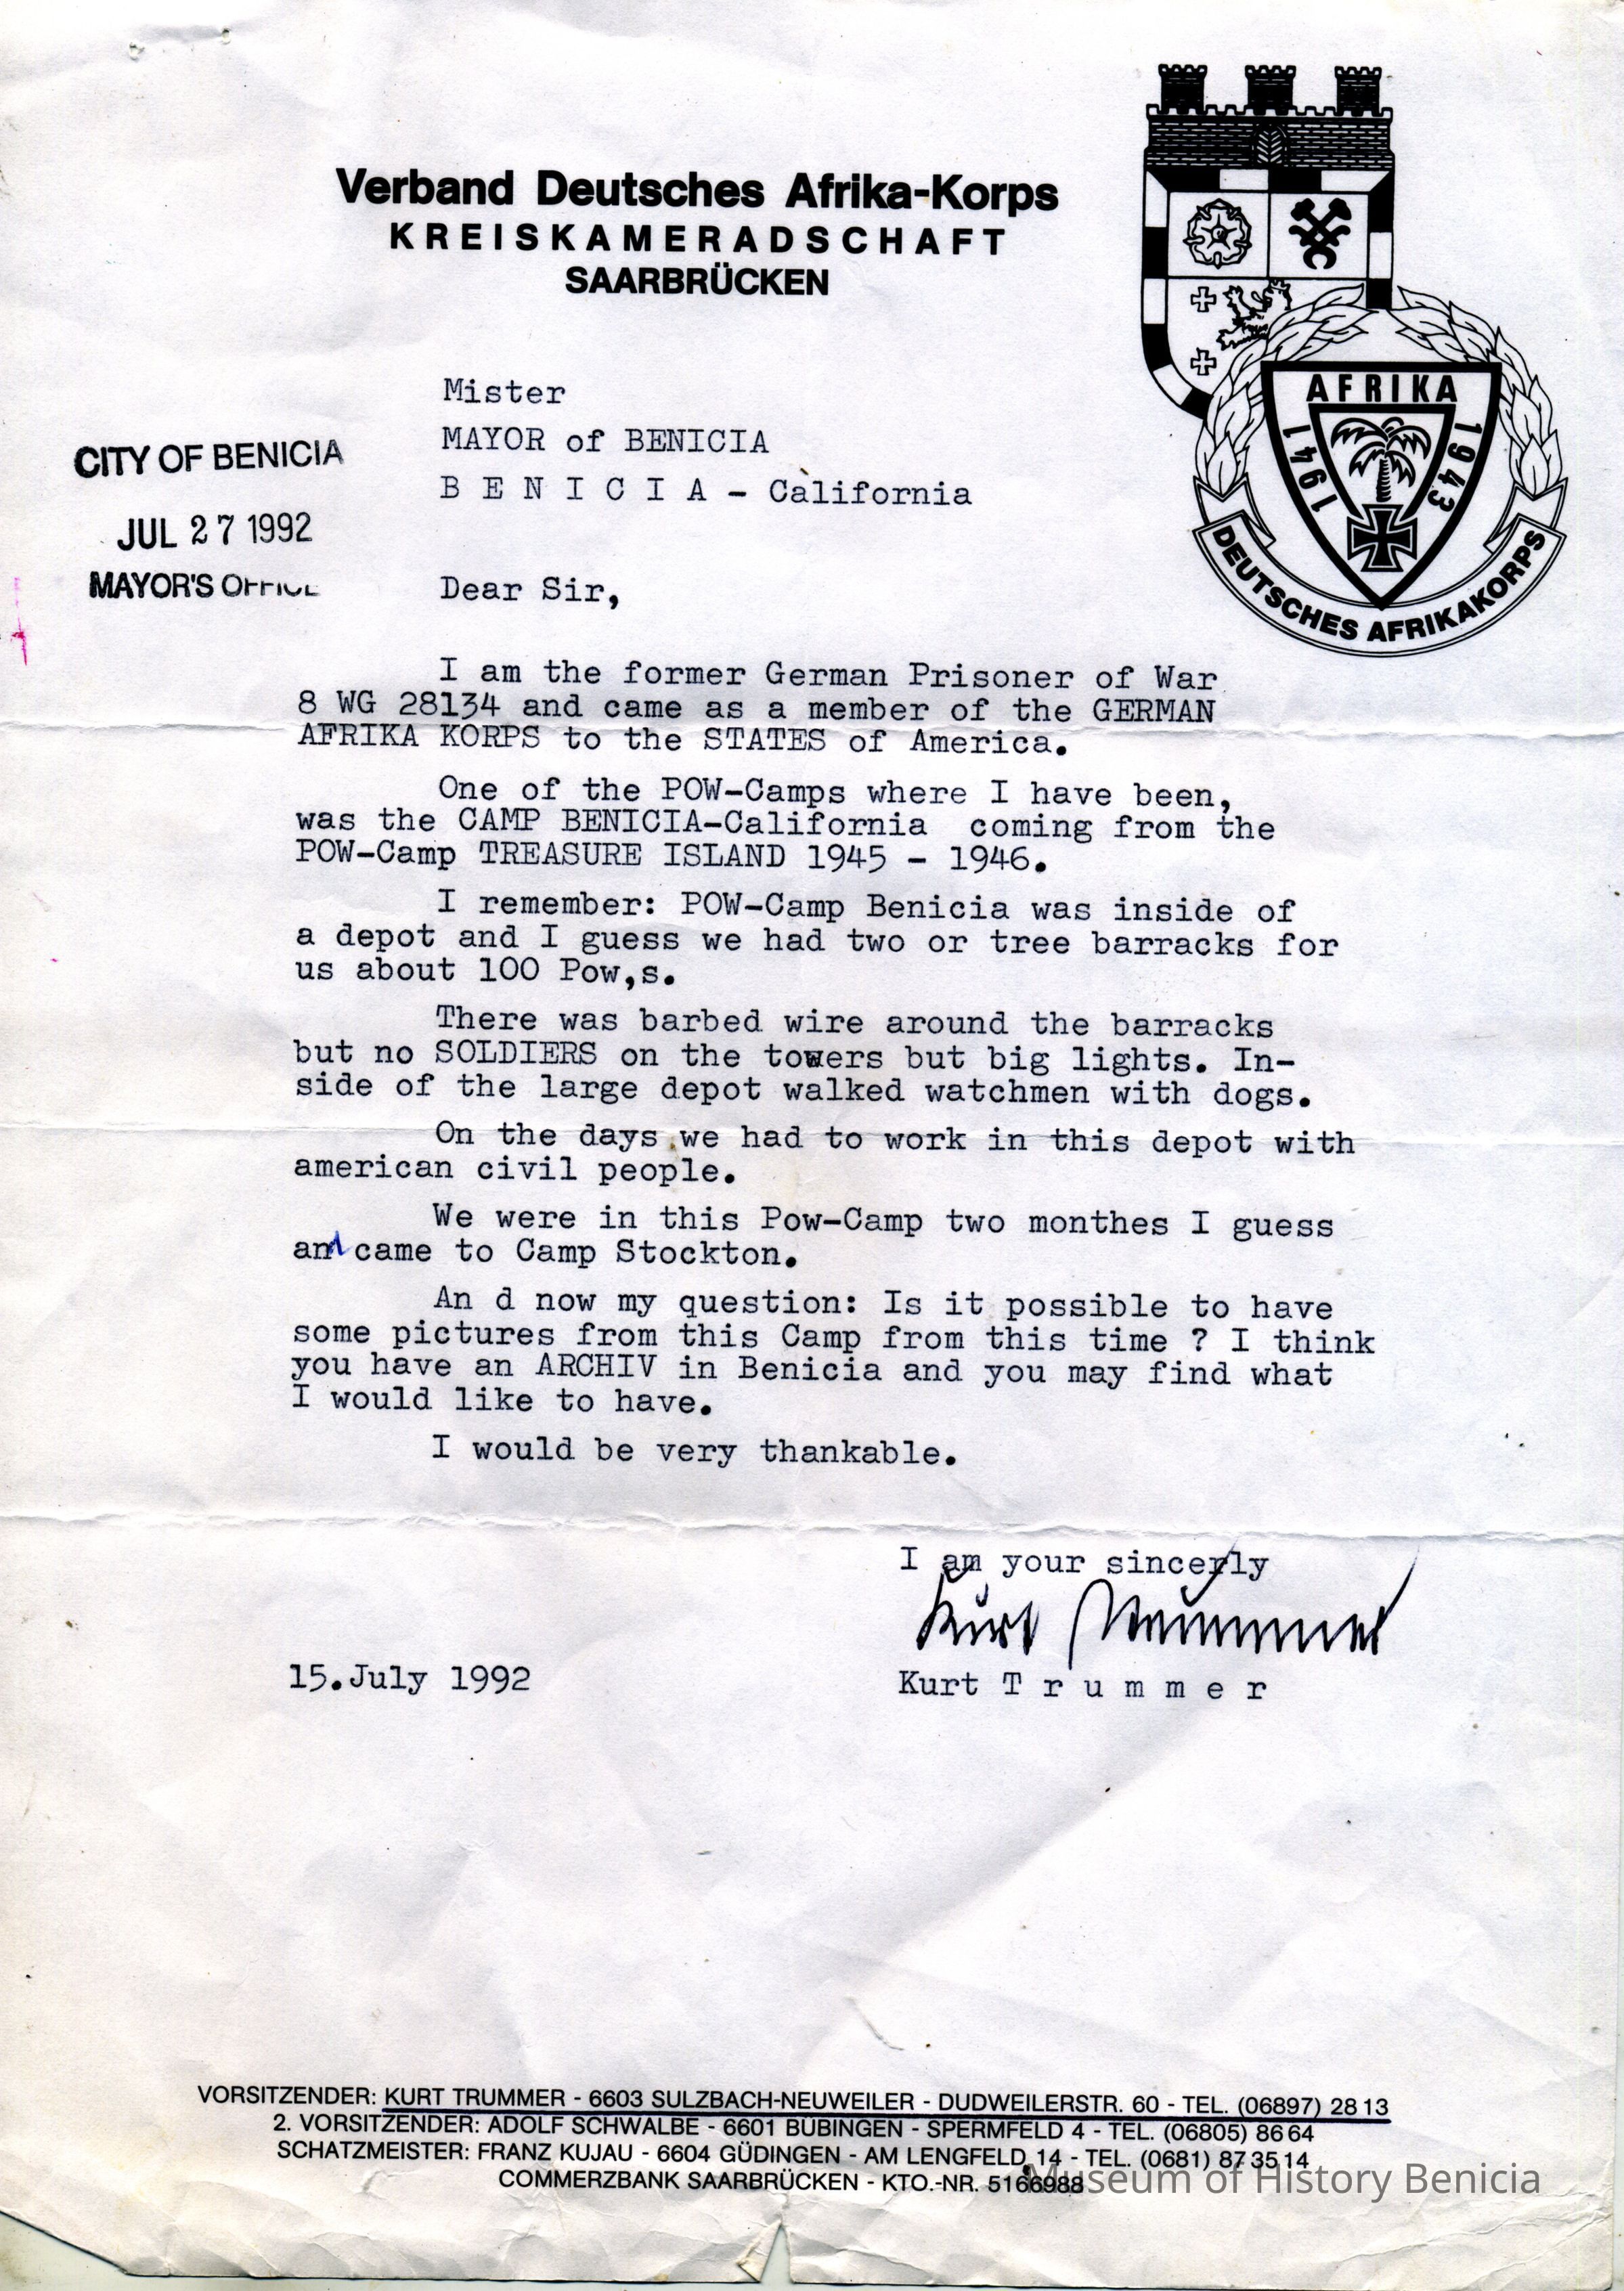 Verband Deutsches Afrika-Korps
KREISKAMERADSCHAFT
SAARBRÜCKEN
AFRIKA
1941
1943
DEUTSCHES AFRIKAKORPS
Mister
MAYOR of BENICIA
B E N I C I A - California
CITY OF BENICIA
JUL 27 1992
MAYOR'S OFFICE
Dear Sir,
I am the former German Prisoner of War
8 WG 28134 and came as a member of the GERMAN
AFRIKA KORPS to the STATES of America.
One of the POW-Camps where I have been,
was the CAMP BENICIA-California coming from the
POW-Camp TREASURE ISLAND 1945 - 1946.
I remember: POW-Camp Benicia was inside of
a depot and I guess we had two or tree barracks for
us about 100 Pow,s.
There was barbed wire around the barracks
but no SOLDIERS on the towers but big lights. In-
side of the large depot walked watchmen with dogs.
On the days we had to work in this depot with
american civil people.
We were in this Pow-Camp two monthes I guess
and came to Camp Stockton.
An d now my question: Is it possible to have
some pictures from this Camp from this time ? I think
you have an ARCHIV in Benicia and you may find what
I would like to have.
I would be very thankable.
I am your sincerly
Kurt Trummer
15.July 1992
Kurt T r u m m e r
VORSITZENDER: KURT TRUMMER - 6603 SULZBACH-NEUWEILER - DUDWEILERSTR. 60 - TEL. (06897) 28 13
2. VORSITZENDER: ADOLF SCHWALBE - 6601 BÜBINGEN - SPERMFELD 4 - TEL. (06805) 86 64
SCHATZMEISTER: FRANZ KUJAU - 6604 GÜDINGEN - AM LENGFELD 14 - TEL. (0681) 87 35 14
COMMERZBANK SAARBRÜCKEN - KTO.-NR. 5166988
Museum of History Benicia